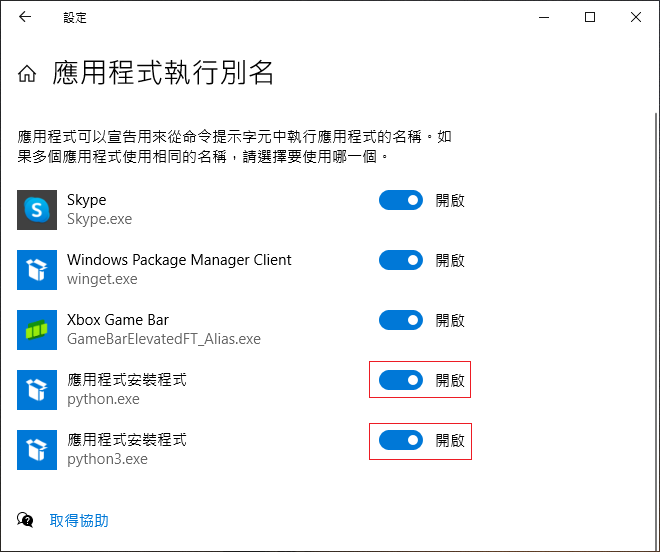 設定
應用程式執行別名
應用程式可以宣告用來從命令提示字元中執行應用程式的名稱。如
果多個應用程式使用相同的名稱，請選擇要使用哪一個。
Skype
Skype.exe
開啟
Windows Package Manager Client
winget.exe
開啟
Xbox Game Bar
GameBarElevatedFT_Alias.exe
開啟
應用程式安裝程式
python.exe
開啟
應用程式安裝程式
python3.exe
開啟
取得協助